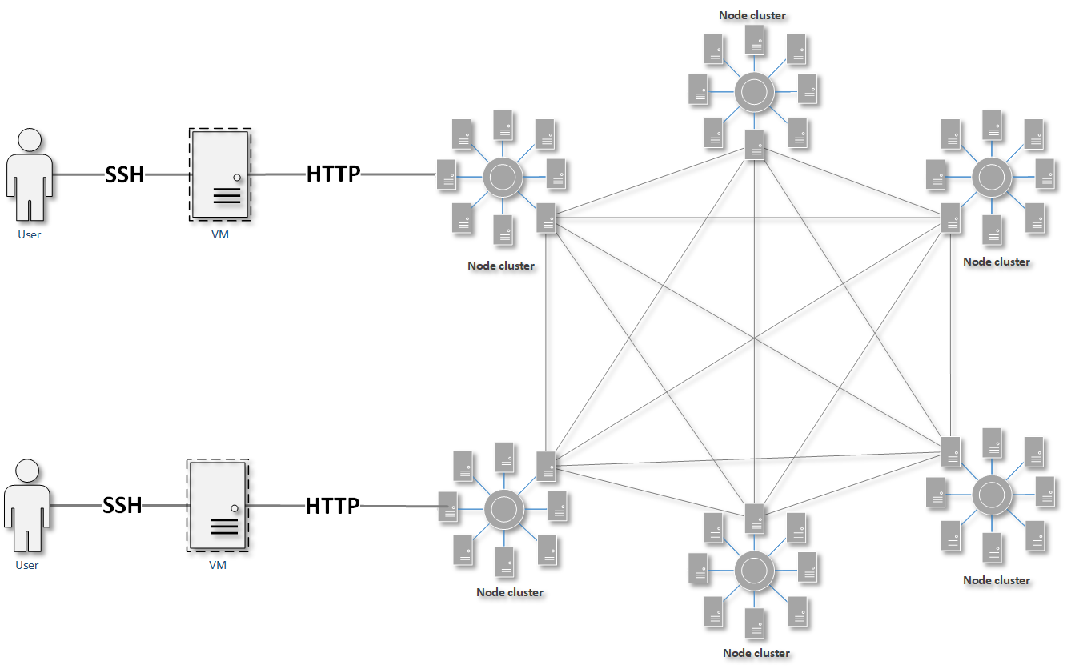 Node cluster
SSH
HTTP
User
VM
Node cluster
Node cluster
SSH
HTTP
User
VM
Node cluster
Node cluster
Node cluster